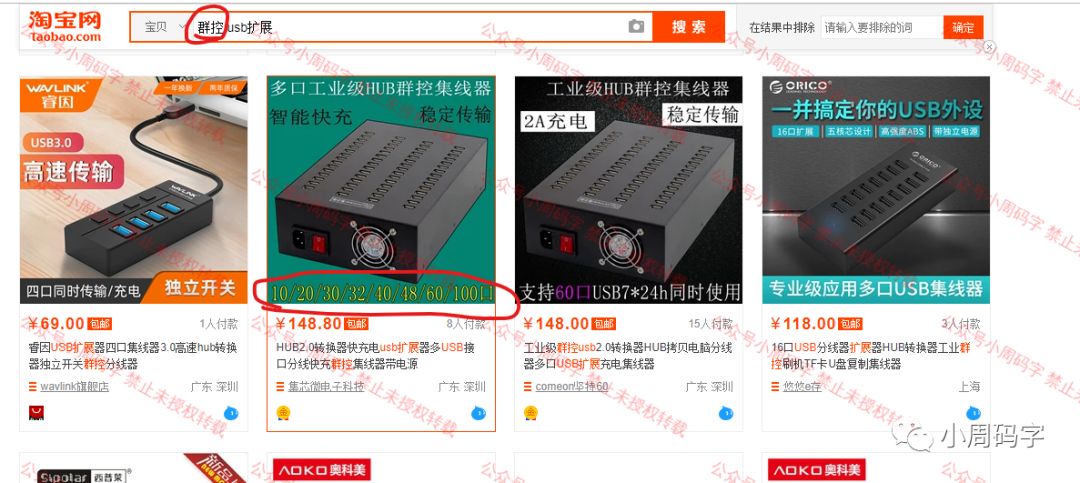 淘宝网
Taobao.com
宝贝
群控usb扩展
搜索
在结果中排除
请输入要排除的词
确定
WAVLINK
睿因
一年换新
两年质保
USB3.0
高速传输
WAVLINK
四口同时传输/充电
独立开关
¥69.00
包邮
1人付款
睿因USB扩展器四口集线器3.0高速hub转换
器独立开关群控分线器
wavlink旗舰店
广东 深圳
多口工业级HUB群控集线器
智能快充
稳定传输
10/20/30/32/40/48/60/100口
¥148.80
包邮
8人付款
HUB2.0转换器快充电usb扩展器多USB接
口分线快充群控集线器带电源
集芯微电子科技
广东 深圳
工业级HUB群控集线器
2A充电
稳定传输
支持60口USB7*24h同时使用
¥148.00
包邮
15人付款
工业级群控usb2.0转换器HUB拷贝电脑分线
器多口USB扩展充电集线器
comeon坚持60
广东 深圳
ORICO
一并搞定你的USB外设
16口扩展
五核芯设计
高强度ABS
带独立电源
ORICO
专业级应用多口USB集线器
¥118.00
包邮
3人付款
16口USB分线器扩展器HUB转换器工业群
控刷机TF卡U盘复制集线器
悠悠e存
上海
小周码字
Sipolar
西普莱
新品
AOKO奥科美
AOKO奥科美
公众号小周码字 禁止未授权转载